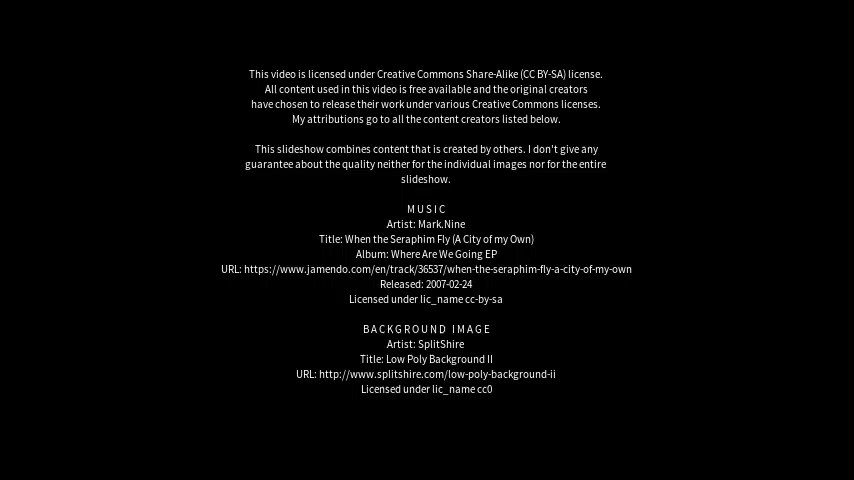 This video is licensed under Creative Commons Share-Alike (CC BY-SA) license.
All content used in this video is free available and the original creators
have chosen to release their work under various Creative Commons licenses.
My attributions go to all the content creators listed below.
This slideshow combines content that is created by others. I don't give any
guarantee about the quality neither for the individual images nor for the entire
slideshow.
MUSIC
Artist: Mark.Nine
Title: When the Seraphim Fly (A City of my Own)
Album: Where Are We Going EP
URL: https://www.jamendo.com/en/track/36537/when-the-seraphim-fly-a-city-of-my-own
Released: 2007-02-24
Licensed under lic_name cc-by-sa
BACKGROUND IMAGE
Artist: SplitShire
Title: Low Poly Background II
URL: http://www.splitshire.com/low-poly-background-ii
Licensed under lic_name cc0